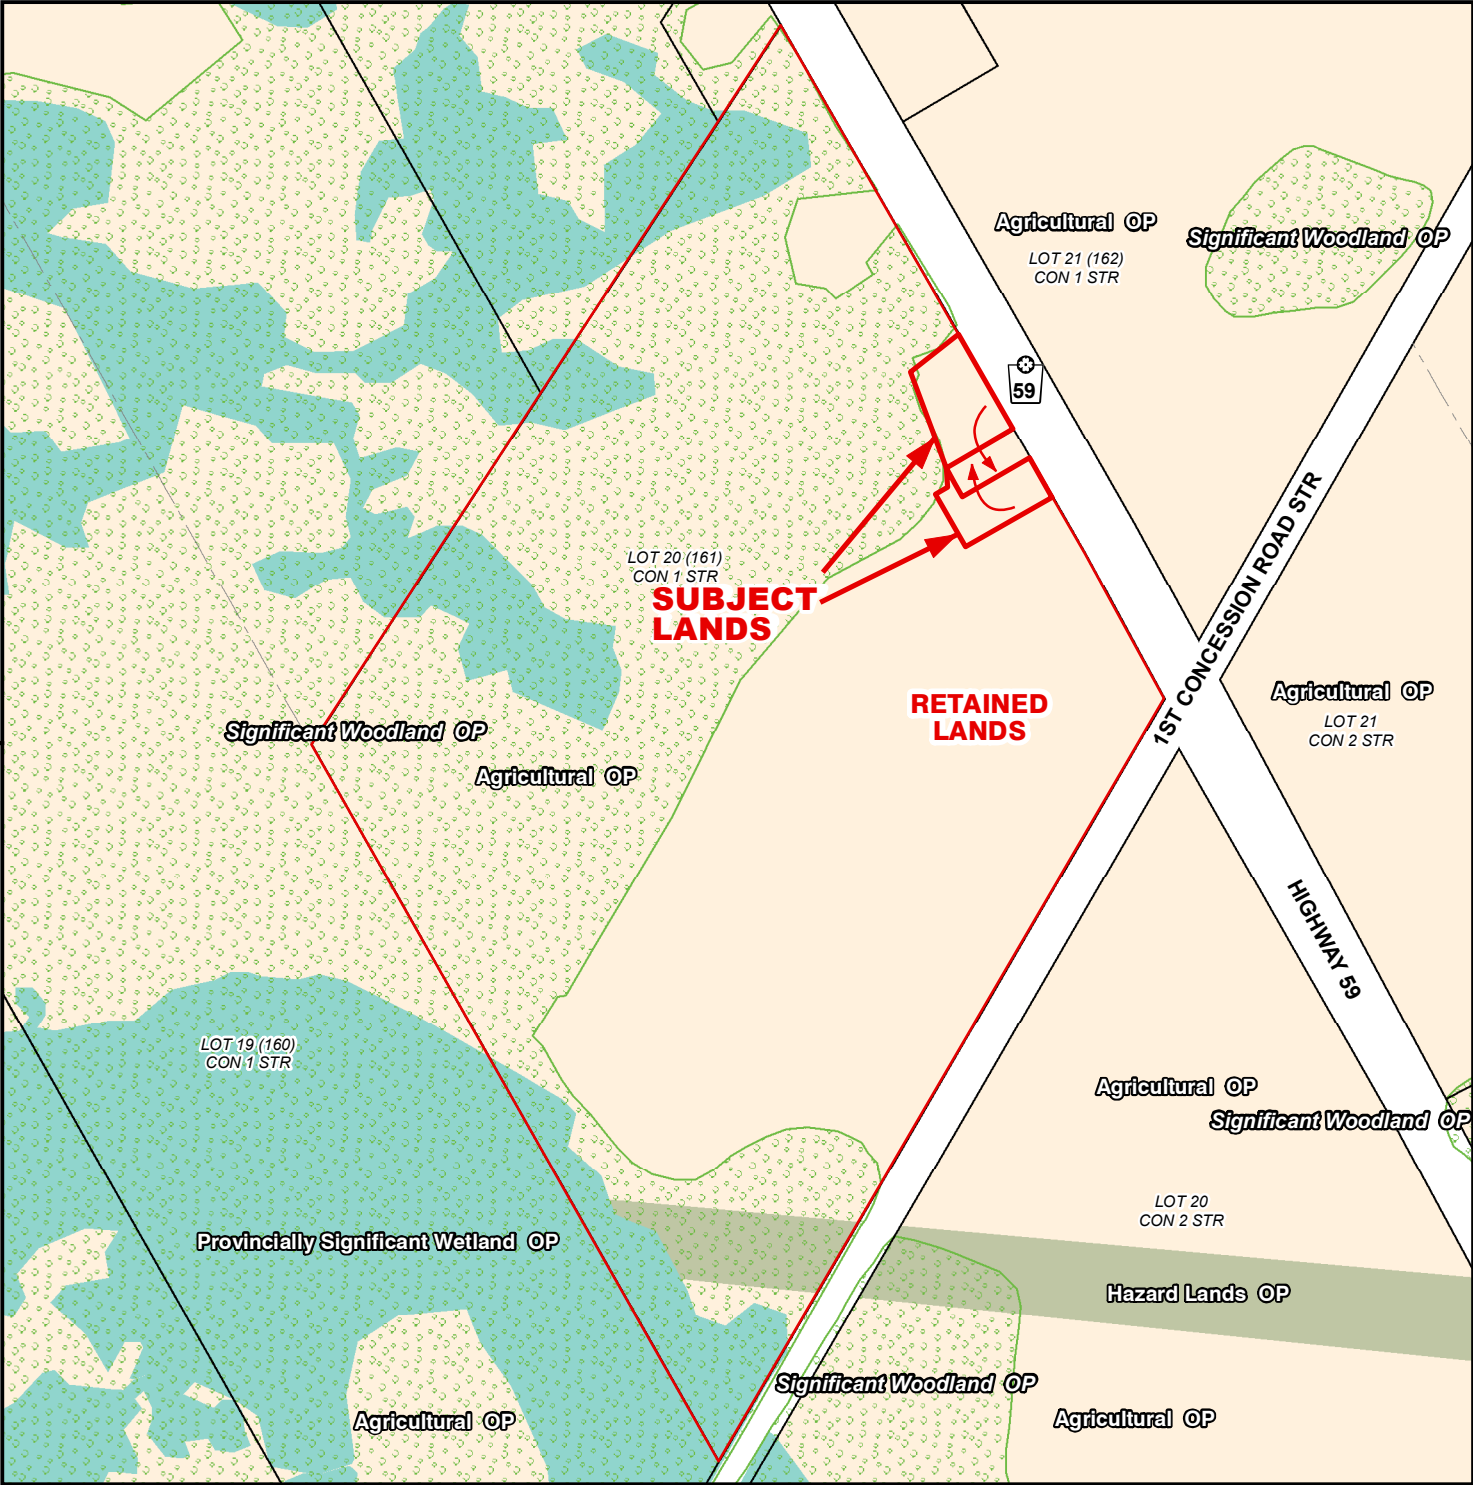 Agricultural OP
Significant Woodland OP
LOT 21 (162)
CON 1 STR
59
LOT 20 (161)
CON 1 STR
SUBJECT
LANDS
1ST CONCESSION ROAD STR
RETAINED
LANDS
Agricultural OP
LOT 21
CON 2 STR
Significant Woodland OP
Agricultural OP
HIGHWAY 59
LOT 19 (160)
CON 1 STR
Agricultural OP
Significant Woodland OP
LOT 20
CON 2 STR
Provincially Significant Wetland OP
Hazard Lands OP
Significant Woodland OP
Agricultural OP
Agricultural OP